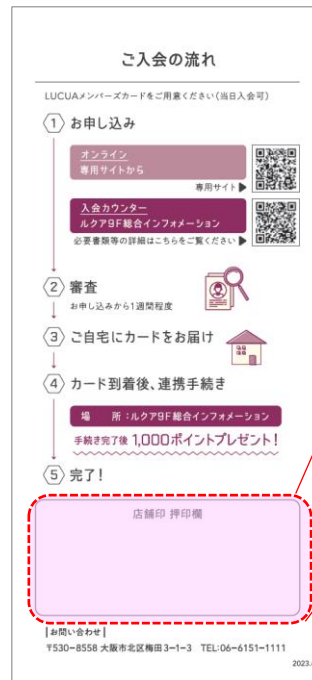 ご入会の流れ
LUCUAメンバーズカードをご用意ください(当日入会可)
1 お申し込み
オンライン
専用サイトから
専用サイト▶
入会カウンター
ルクア9F総合インフォメーション
必要書類等の詳細はこちらをご覧ください▶
2 審査
お申し込みから1週間程度
3 ご自宅にカードをお届け
4 カード到着後、連携手続き
場　所:ルクア9F総合インフォメーション
手続き完了後 1,000ポイントプレゼント!
5 完了!
店舗印 押印欄
|お問い合わせ|
〒530-8558 大阪市北区梅田3-1-3 TEL:06-6151-1111
2023.